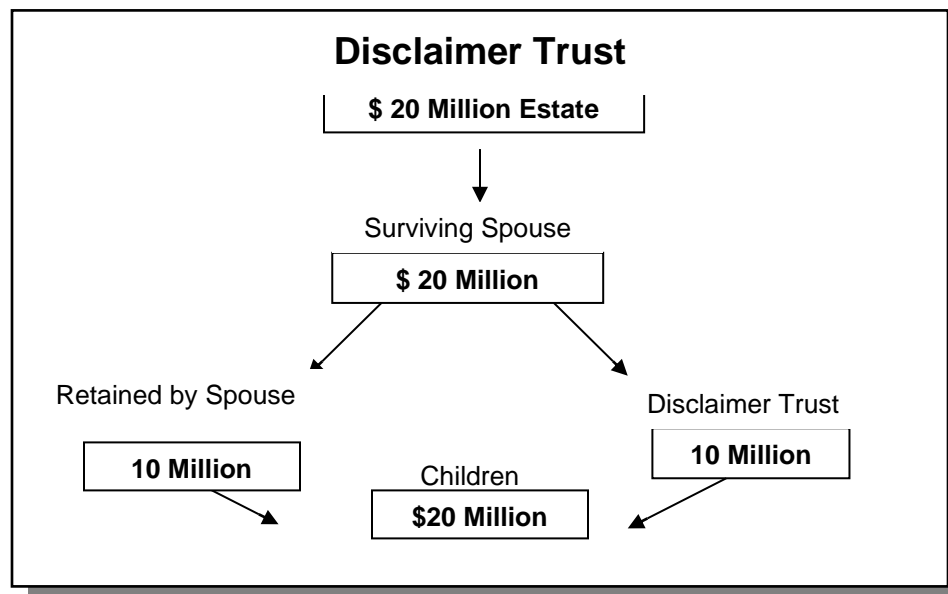 Disclaimer Trust
$ 20 Million Estate
Surviving Spouse
$ 20 Million
Retained by Spouse
10 Million
Disclaimer Trust
10 Million
Children
$20 Million